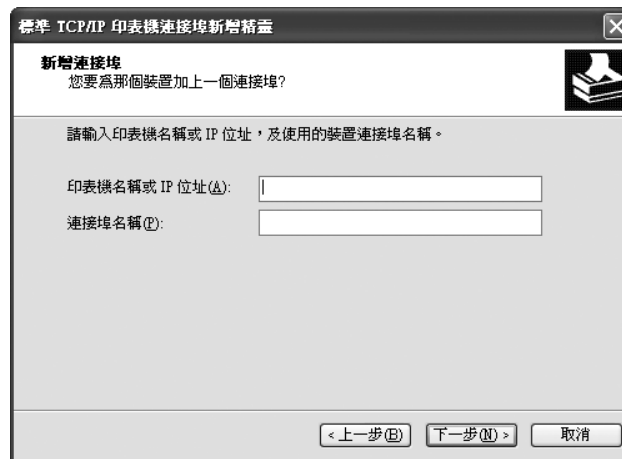 標準 TCP/IP 印表機連接埠新增精靈
新增連接埠
您要為那個裝置加上一個連接埠?
請輸入印表機名稱或 IP 位址,及使用的裝置連接埠名稱。
印表機名稱或 IP 位址(A):
連接埠名稱(P):
< 上一步(B) 下一步(N) > 取消